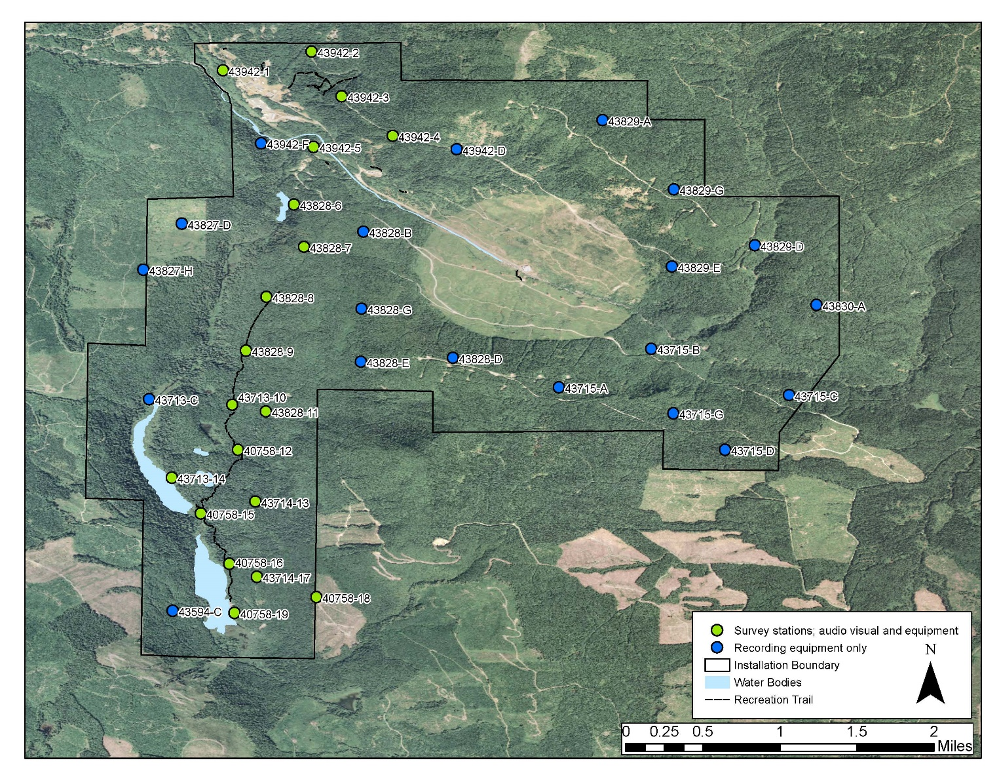 43942-2
43942-1
43942-3
43829-A
43942-4
43942-F
43942-5
43942-D
43829-G
43828-6
43827-D
43828-B
43828-7
43829-D
43829-E
43827-H
43828-8
43830-A
43828-G
43715-B
43828-9
43828-E
43828-D
43715-A
43713-C
43713-10
43715-C
43828-11
43715-G
40758-12
43715-D
43713-14
43714-13
40758-15
40758-16
43714-17
40758-18
43594-C
40758-19
Survey stations; audio visual and equipment
Recording equipment only
Installation Boundary
Water Bodies
Recreation Trail
N
0 0.25 0.5 1 1.5 2
Miles